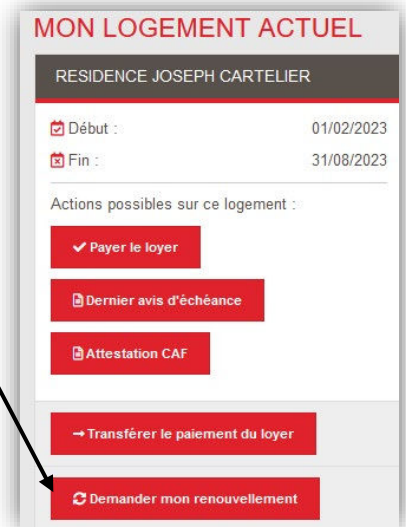 MON LOGEMENT ACTUEL
RESIDENCE JOSEPH CARTELIER
Début : 01/02/2023
Fin : 31/08/2023
Actions possibles sur ce logement :
Payer le loyer
Dernier avis d'échéance
Attestation CAF
Transférer le paiement du loyer
Demander mon renouvellement